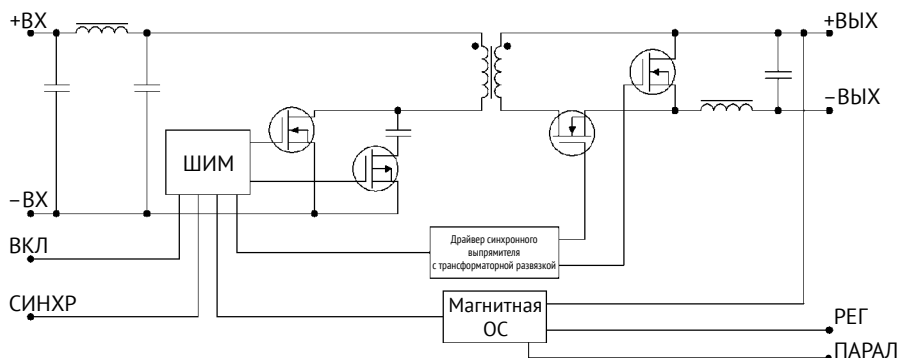 +ВХ
+ВЫХ
−ВЫХ
ШИМ
−ВХ
ВКЛ
Драйвер синхронного
выпрямителя
с трансформаторной развязкой
СИНХР
Магнитная
ОС
РЕГ
ПАРАЛ